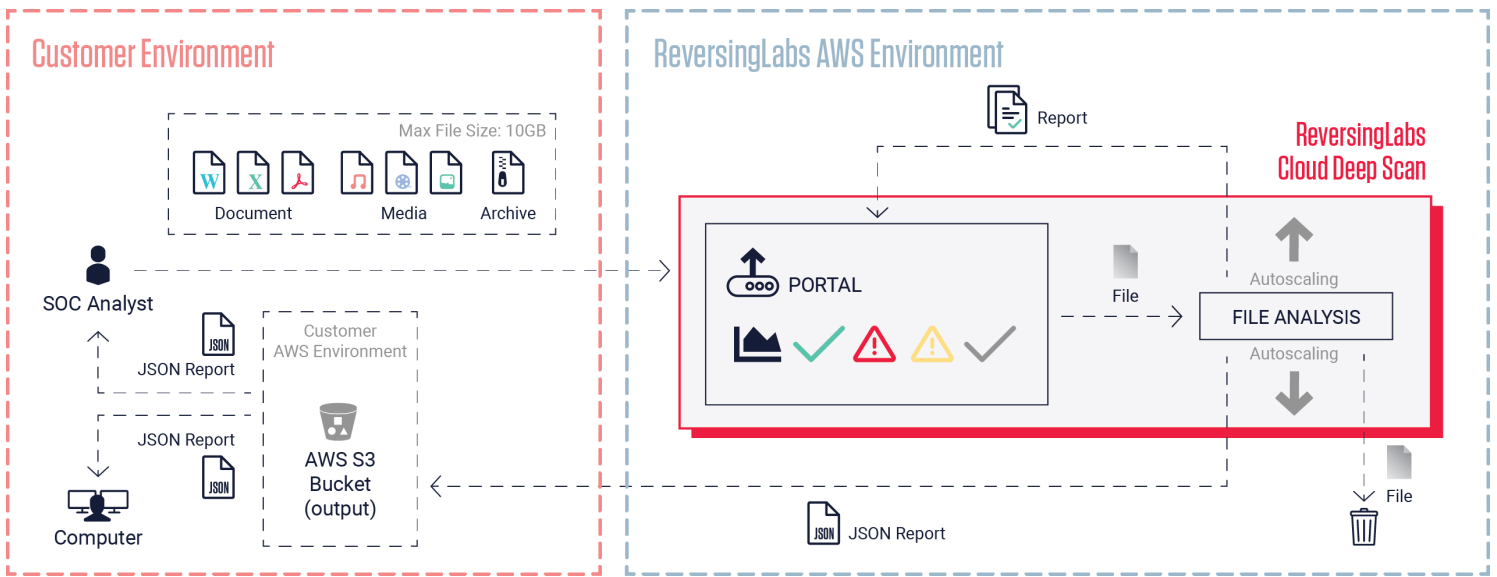 Customer Environment
Max File Size: 10GB
W
X
Document
Media
Archive
SOC Analyst
JSON
JSON Report
Customer
AWS Environment
JSON Report
JSON
AWS S3
Bucket
(output)
Computer
ReversingLabs AWS Environment
Report
ReversingLabs
Cloud Deep Scan
PORTAL
File
Autoscaling
FILE ANALYSIS
Autoscaling
File
JSON
JSON Report